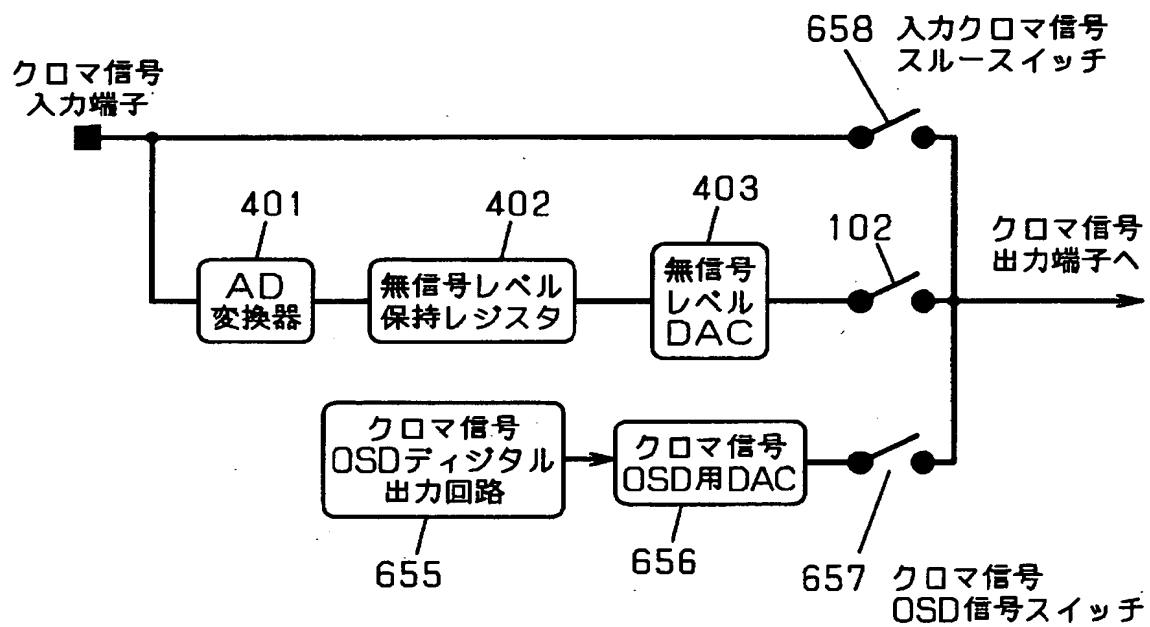 658 入力クロマ信号
スルースイッチ
クロマ信号
入力端子
401
402
403
102
クロマ信号
出力端子へ
AD
変換器
無信号レベル
保持レジスタ
無信号
レベル
DAC
クロマ信号
OSDディジタル
出力回路
クロマ信号
OSD用DAC
655
656
657 クロマ信号
OSD信号スイッチ